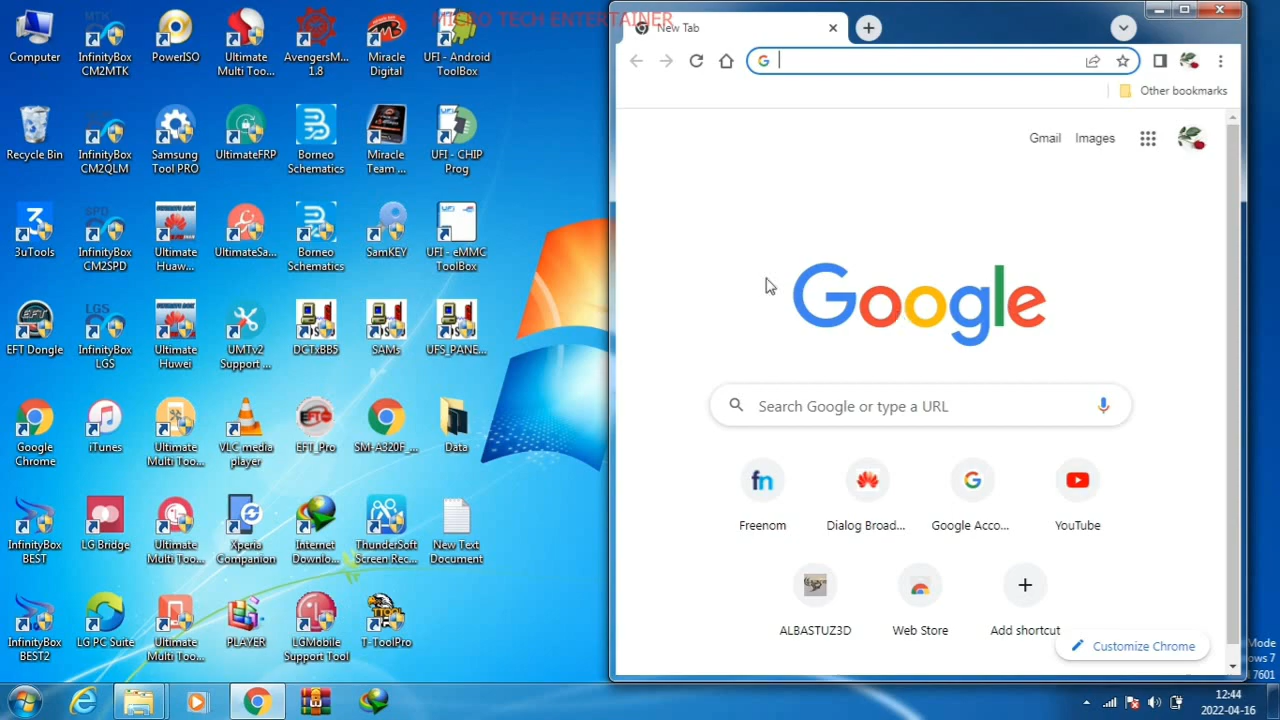 MICRO TECH ENTERTAINER
Computer
InfinityBox
CM2MTK
PowerISO
Ultimate
Multi Too...
AvengersM...
1.8
Miracle
Digital
UFI - Android
ToolBox
Recycle Bin
InfinityBox
CM2QLM
Samsung
Tool PRO
UltimateFRP
Borneo
Schematics
Miracle
Team ...
UFI - CHIP
Prog
3uTools
InfinityBox
CM2SPD
Ultimate
Huaw...
UltimateSa...
Borneo
Schematics
SamKEY
UFI - eMMC
ToolBox
EFT Dongle
InfinityBox
LGS
Ultimate
Huwei
UMTv2
Support ...
DCTxBB5
SAMs
UFS_PANE...
Google
Chrome
iTunes
Ultimate
Multi Too...
VLC media
player
EFT_Pro
SM-A320F_...
Data
InfinityBox
BEST
LG Bridge
Ultimate
Multi Too...
Xperia
Companion
Internet
Downlo...
ThunderSoft
Screen Rec...
New Text
Document
InfinityBox
BEST2
LG PC Suite
Ultimate
Multi Too...
PLAYER
LGMobile
Support Tool
T-ToolPro
New Tab
Other bookmarks
Gmail
Images
Google
Search Google or type a URL
Freenom
Dialog Broad...
Google Acco...
YouTube
ALBASTUZ3D
Web Store
Add shortcut
Customize Chrome
Mode
ows 7
7601
12:44
2022-04-16